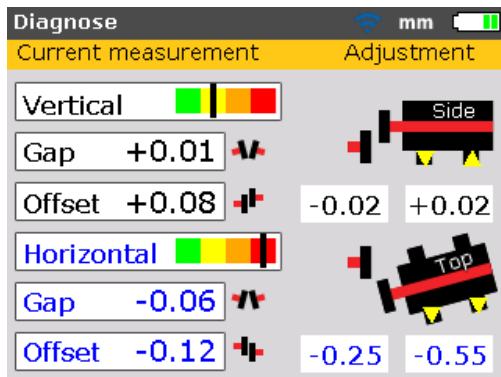 Diagnose mm
Current measurement Adjustment
Vertical
Side
Gap +0.01
Offset +0.08 -0.02 +0.02
Horizontal
Top
Gap -0.06
Offset -0.12 -0.25 -0.55